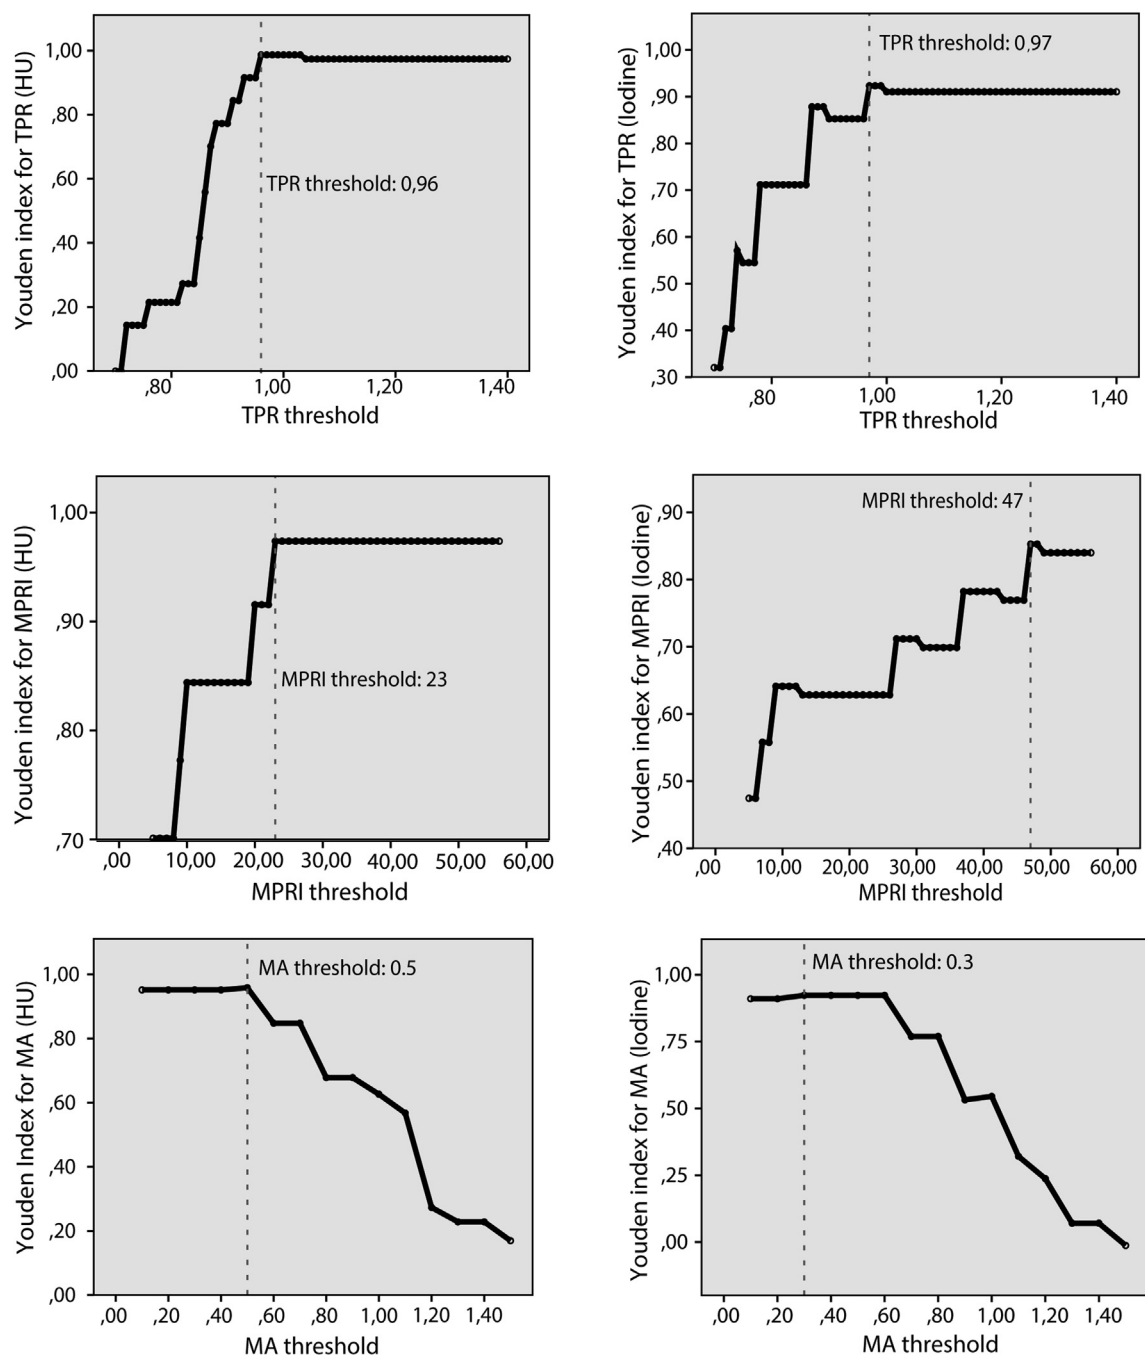 Youden index for TPR (HU)
1,00
,80
,60
,40
,20
,00
TPR threshold: 0,96
,80 1,00 1,20 1,40
TPR threshold
Youden index for TPR (Iodine)
1,00
,90
,80
,70
,60
,50
,40
,30
TPR threshold: 0,97
,80 1,00 1,20 1,40
TPR threshold
Youden index for MPRI (HU)
1,00
,90
,80
,70
MPRI threshold: 23
,00 10,00 20,00 30,00 40,00 50,00 60,00
MPRI threshold
Youden index for MPRI (Iodine)
,90
,80
,70
,60
,50
,40
MPRI threshold: 47
,00 10,00 20,00 30,00 40,00 50,00 60,00
MPRI threshold
Youden Index for MA (HU)
1,00
,80
,60
,40
,20
,00
MA threshold: 0.5
,00 ,20 ,40 ,60 ,80 1,00 1,20 1,40
MA threshold
Youden index for MA (Iodine)
1,00
,75
,50
,25
,00
MA threshold: 0.3
,00 ,20 ,40 ,60 ,80 1,00 1,20 1,40
MA threshold